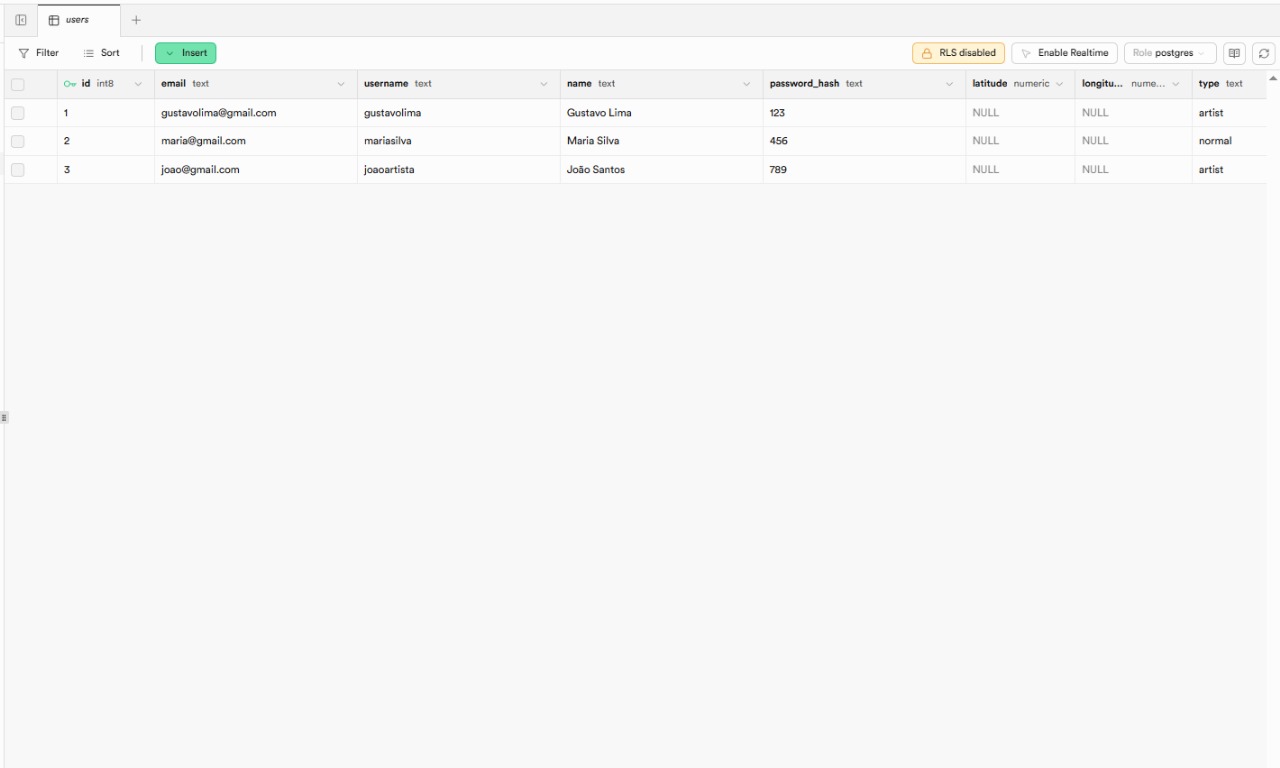 users
Filter Sort Insert RLS disabled Enable Realtime Role postgres
id int8 email text username text name text password_hash text latitude numeric longitu... nume... type text
1 gustavolima@gmail.com gustavolima Gustavo Lima 123 NULL NULL artist
2 maria@gmail.com mariasilva Maria Silva 456 NULL NULL normal
3 joao@gmail.com joaoartista João Santos 789 NULL NULL artist